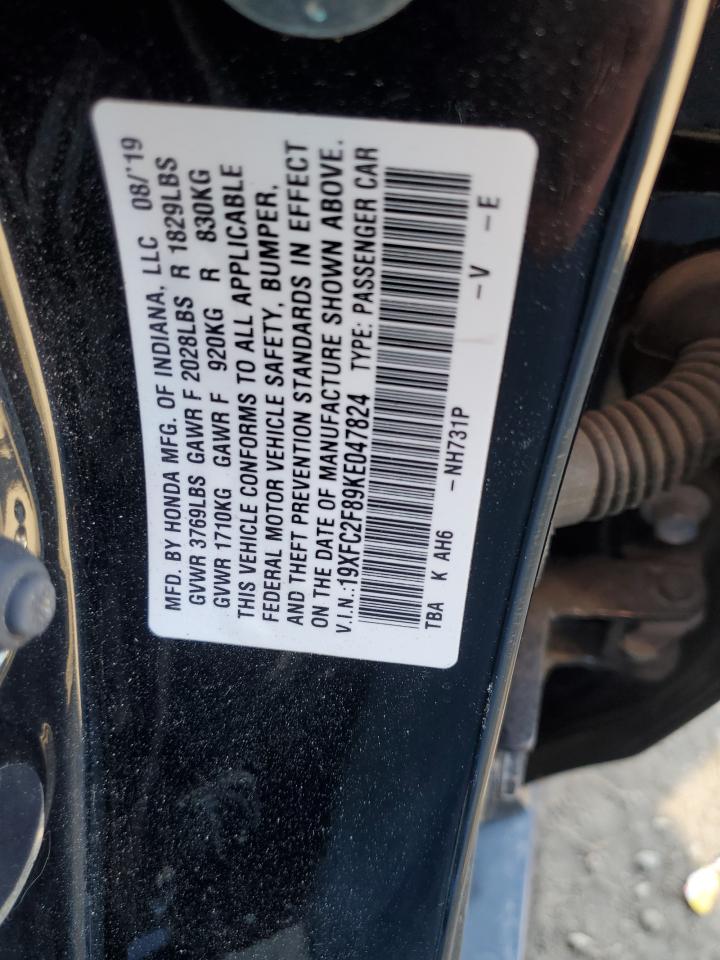 MFD. BY HONDA MFG. OF INDIANA, LLC 08/'19
GVWR 3769LBS GAWR F 2028LBS R 1829LBS
GVWR 1710KG GAWR F 920KG R 830KG
THIS VEHICLE CONFORMS TO ALL APPLICABLE
FEDERAL MOTOR VEHICLE SAFETY, BUMPER,
AND THEFT PREVENTION STANDARDS IN EFFECT
ON THE DATE OF MANUFACTURE SHOWN ABOVE.
V.I.N.:19XFC2F89KE047824 TYPE: PASSENGER CAR
TBA K AH6 -NH731P -V -E